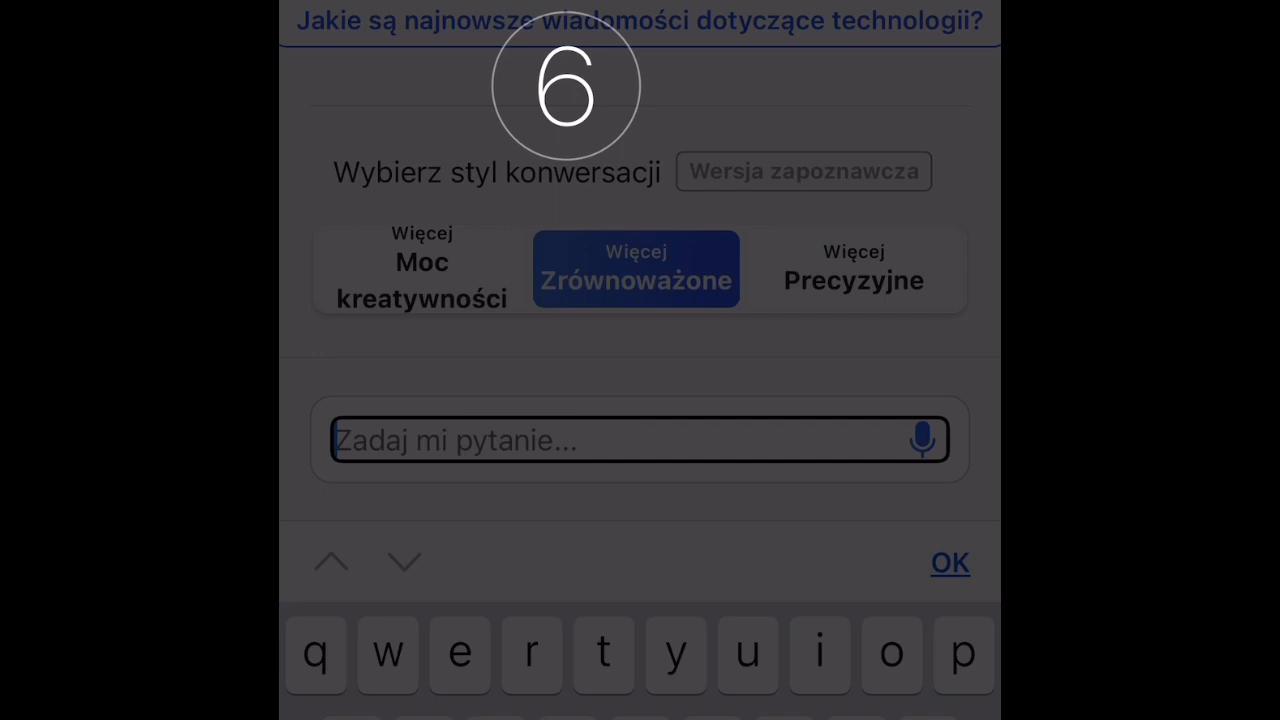 Jakie są najnowsze wiadomości dotyczące technologii?
6
Wybierz styl konwersacji Wersja zapoznawcza
Więcej
Moc
kreatywności
Więcej
Zrównoważone
Więcej
Precyzyjne
Zadaj mi pytanie...
OK
q w e r t y u i o p